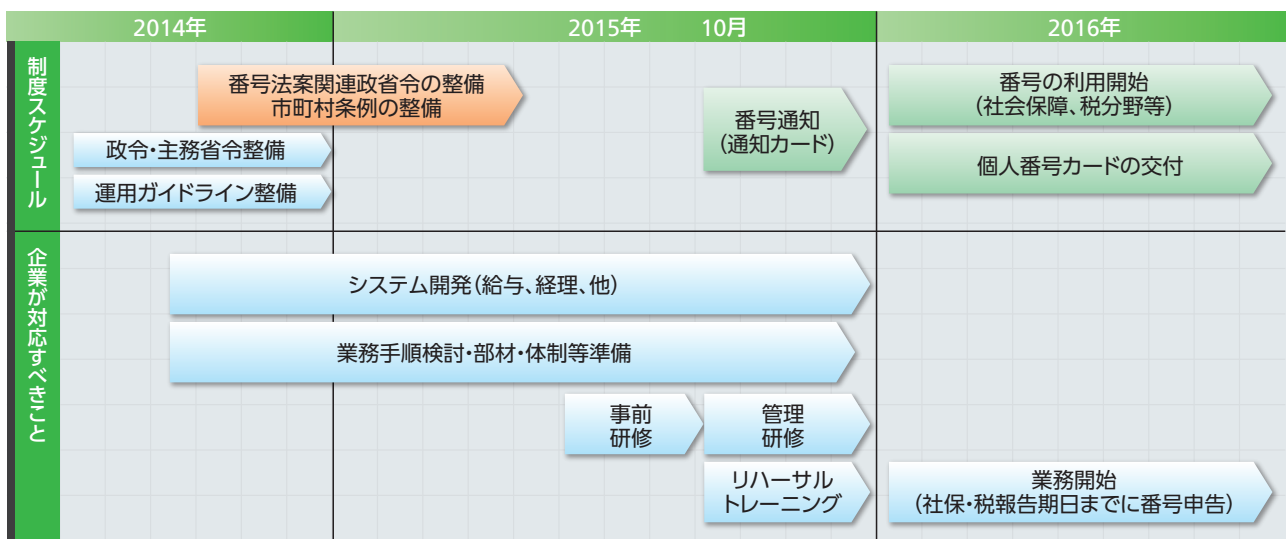 2014年
2015年
10月
2016年
制度スケジュール
番号法案関連政省令の整備
市町村条例の整備
政令・主務省令整備
運用ガイドライン整備
番号通知
(通知カード)
番号の利用開始
(社会保障、税分野等)
個人番号カードの交付
企業が対応すべきこと
システム開発(給与、経理、他)
業務手順検討・部材・体制等準備
事前
研修
管理
研修
リハーサル
トレーニング
業務開始
(社保・税報告期日までに番号申告)